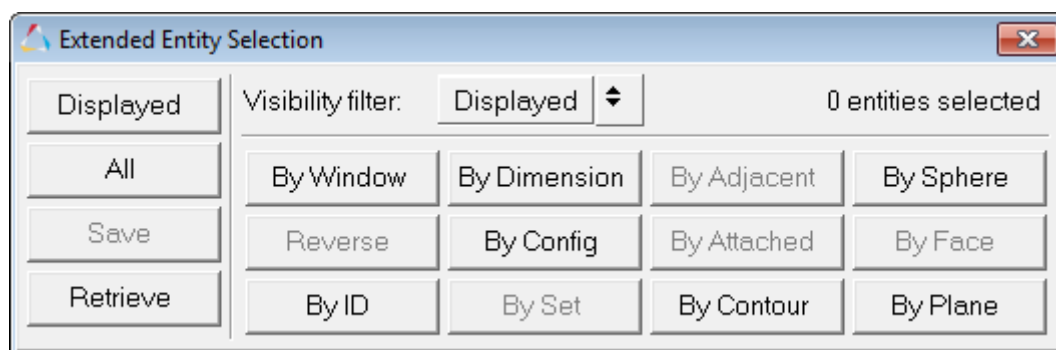 Extended Entity Selection
Displayed
All
Save
Retrieve
Visibility filter: Displayed 0 entities selected
By Window By Dimension By Adjacent By Sphere
Reverse By Config By Attached By Face
By ID By Set By Contour By Plane